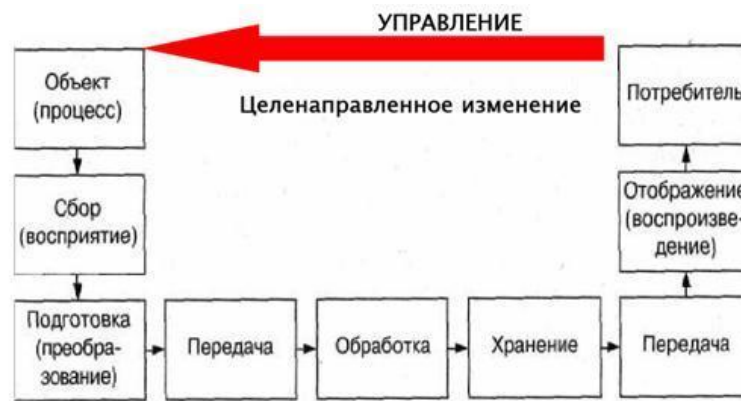 УПРАВЛЕНИЕ
Объект
(процесс)
Целенаправленное изменение
Потребитель
Сбор
(восприятие)
Отображение
(воспроизве-
дение)
Подготовка
(преобра-
зование)
Передача
Обработка
Хранение
Передача